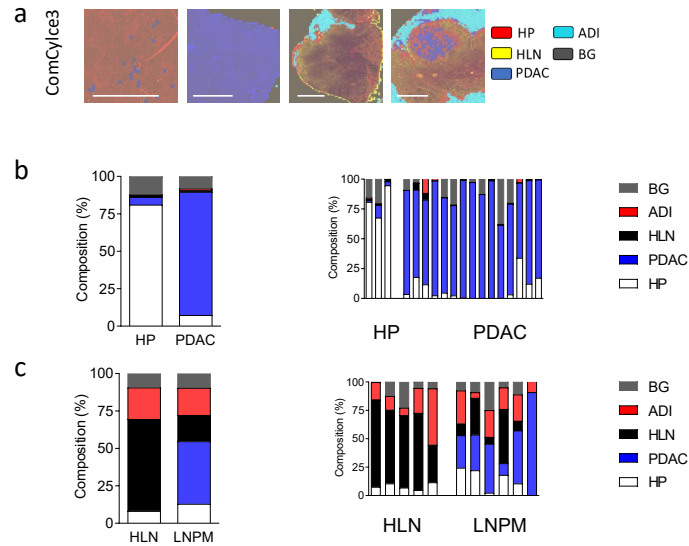 a
ComCyIce3
HP
ADI
HLN
BG
PDAC
b
Composition (%)
100
75
50
25
0
HP
PDAC
Composition (%)
100
75
50
25
0
HP
PDAC
BG
ADI
HLN
PDAC
HP
c
Composition (%)
100
75
50
25
0
HLN
LNPM
Composition (%)
100
75
50
25
0
HLN
LNPM
BG
ADI
HLN
PDAC
HP